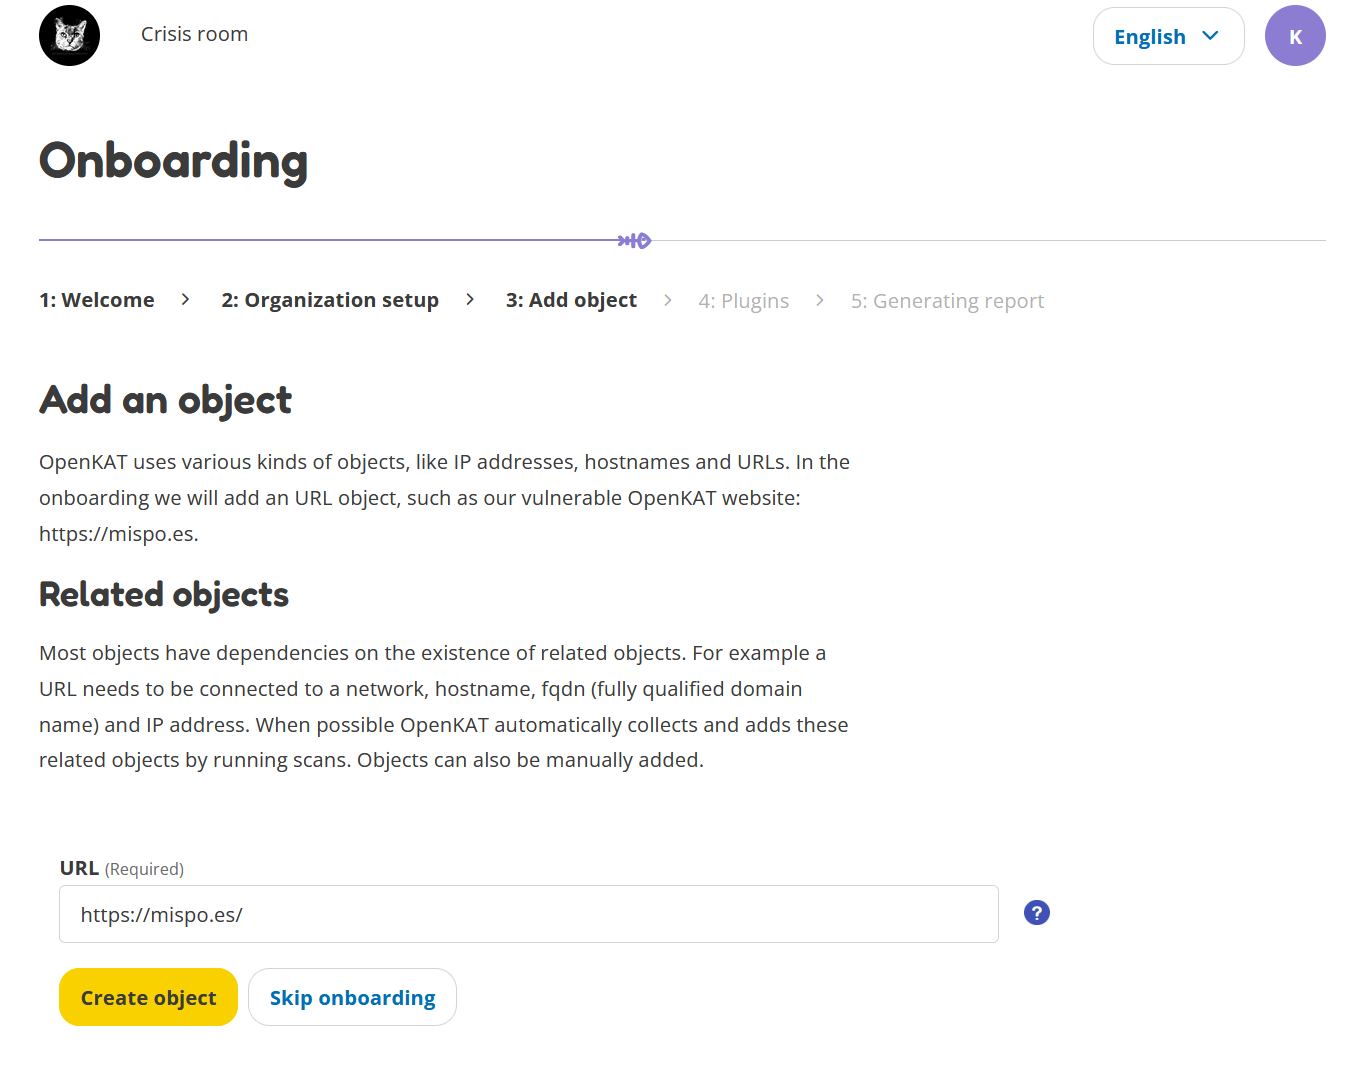 Crisis room
English
K
Onboarding
1: Welcome > 2: Organization setup > 3: Add object > 4: Plugins > 5: Generating report
Add an object
OpenKAT uses various kinds of objects, like IP addresses, hostnames and URLs. In the
onboarding we will add an URL object, such as our vulnerable OpenKAT website:
https://mispo.es.
Related objects
Most objects have dependencies on the existence of related objects. For example a
URL needs to be connected to a network, hostname, fqdn (fully qualified domain
name) and IP address. When possible OpenKAT automatically collects and adds these
related objects by running scans. Objects can also be manually added.
URL (Required)
https://mispo.es/
?
Create object
Skip onboarding